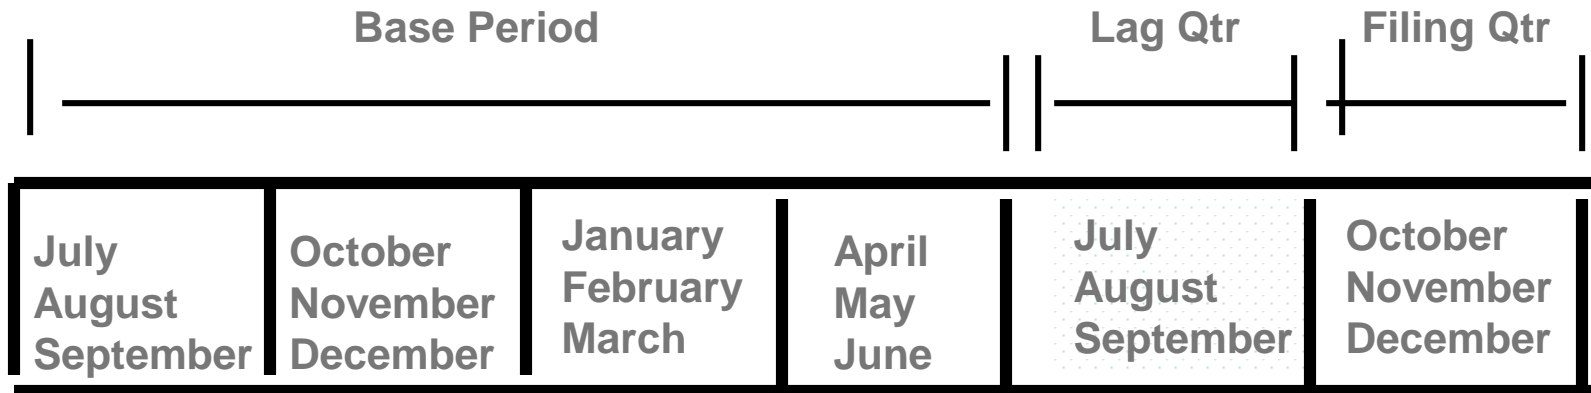 Base Period
Lag Qtr
Filing Qtr
July
August
September
October
November
December
January
February
March
April
May
June
July
August
September
October
November
December